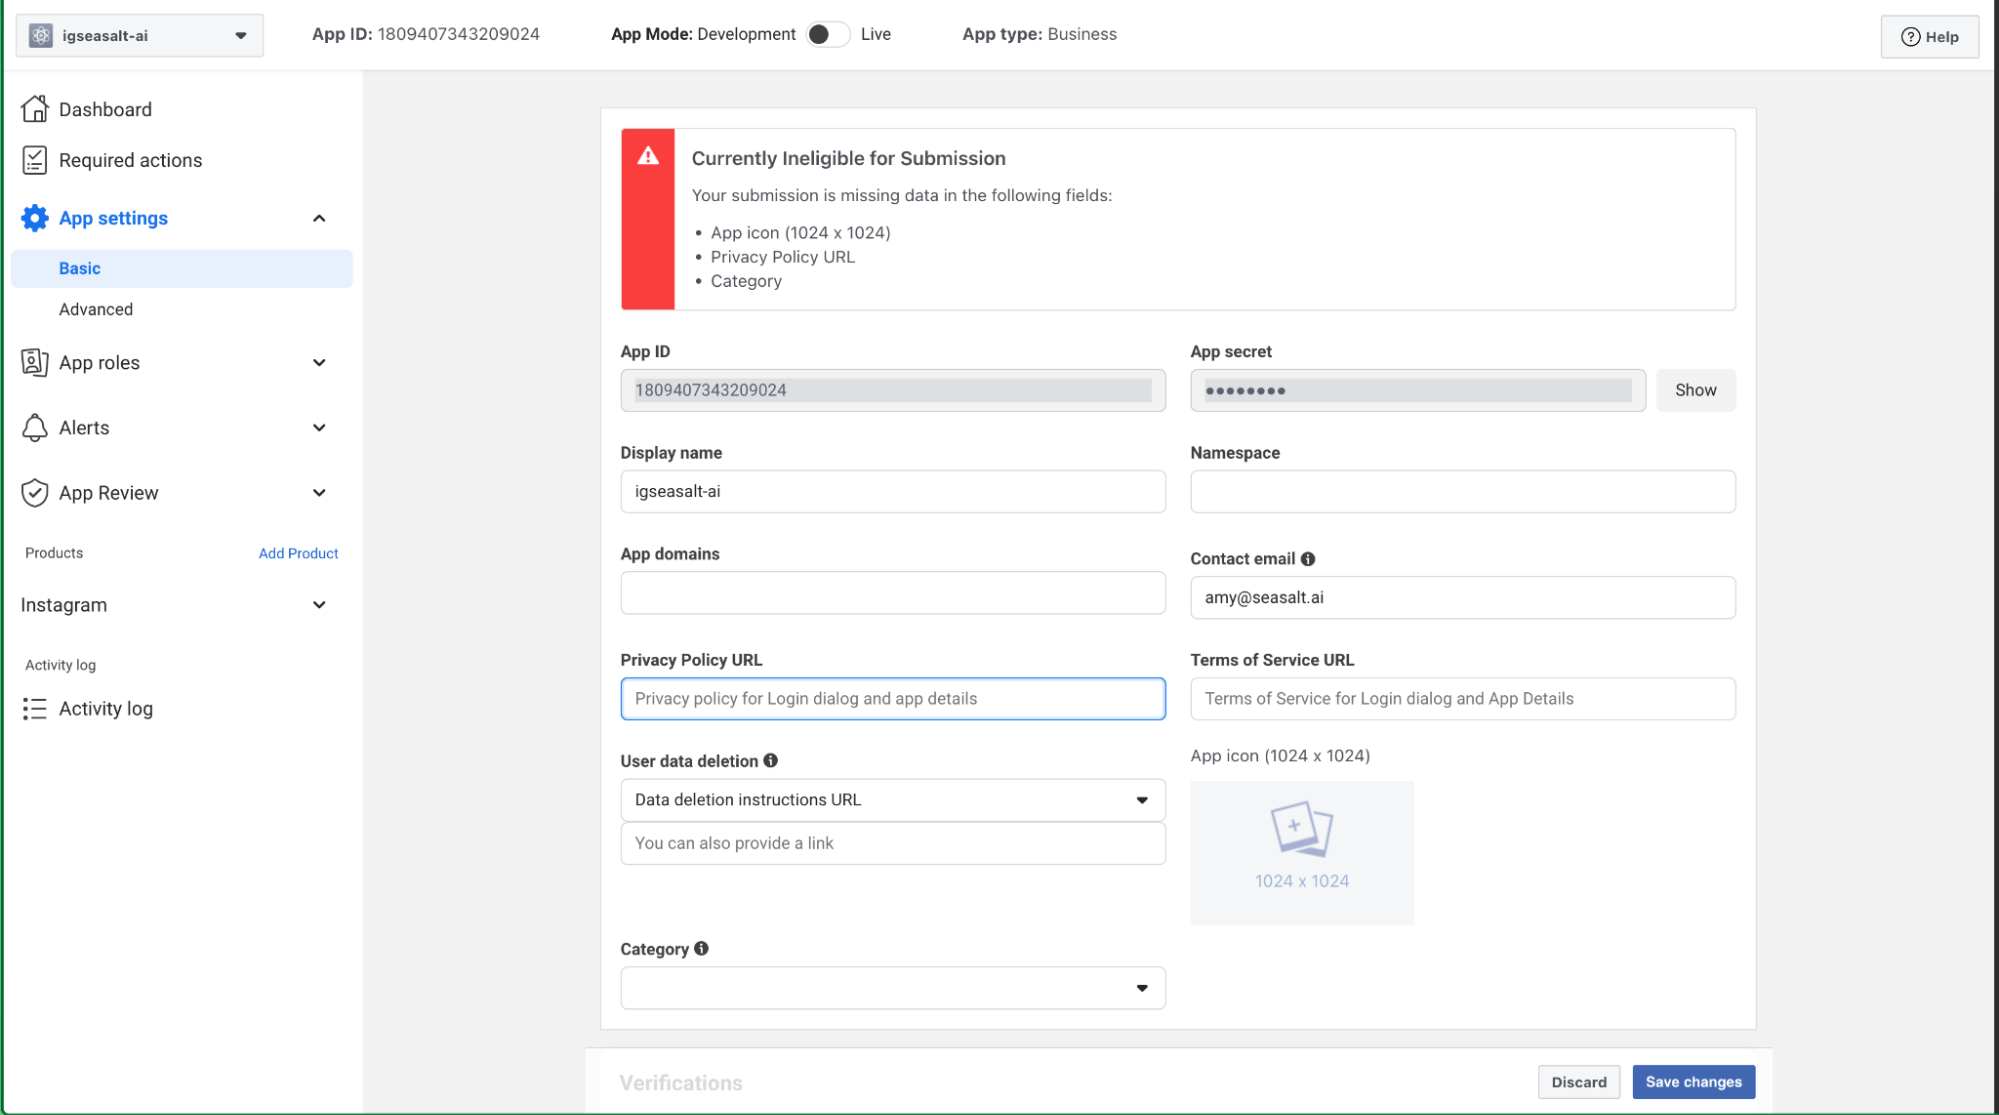 igseasalt-ai
App ID: 1809407343209024
App Mode: Development
Live
App type: Business
Help
Dashboard
Required actions
App settings
Basic
Advanced
App roles
Alerts
App Review
Products
Add Product
Instagram
Activity log
Activity log
Currently Ineligible for Submission
Your submission is missing data in the following fields:
• App icon (1024 x 1024)
• Privacy Policy URL
• Category
App ID
1809407343209024
App secret
••••••••
Show
Display name
igseasalt-ai
Namespace
App domains
Contact email
amy@seasalt.ai
Privacy Policy URL
Privacy policy for Login dialog and app details
Terms of Service URL
Terms of Service for Login dialog and App Details
User data deletion
Data deletion instructions URL
You can also provide a link
App icon (1024 x 1024)
1024 x 1024
Category
Verifications
Discard
Save changes